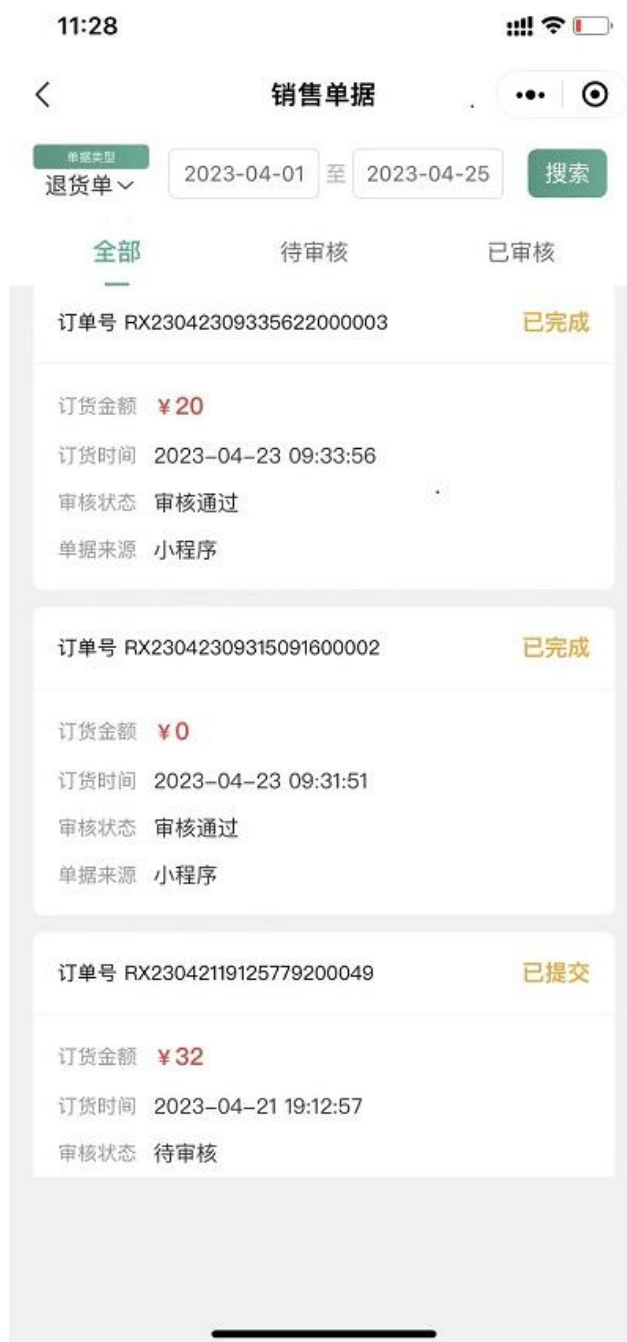 11:28
销售单据
单据类型
退货单
2023-04-01 至 2023-04-25 搜索
全部 待审核 已审核
订单号 RX23042309335622000003 已完成
订货金额 ¥20
订货时间 2023-04-23 09:33:56
审核状态 审核通过
单据来源 小程序
订单号 RX23042309315091600002 已完成
订货金额 ¥0
订货时间 2023-04-23 09:31:51
审核状态 审核通过
单据来源 小程序
订单号 RX23042119125779200049 已提交
订货金额 ¥32
订货时间 2023-04-21 19:12:57
审核状态 待审核